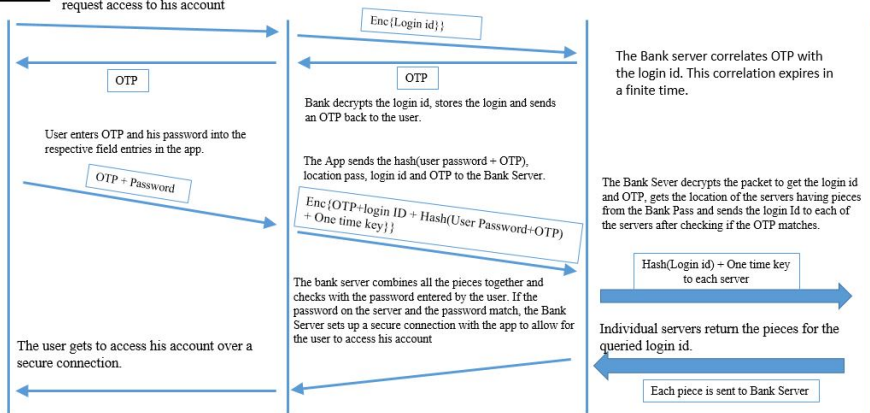 request access to his account
Enc{Login id}}
OTP
OTP
The Bank server correlates OTP with
the login id. This correlation expires in
a finite time.
Bank decrypts the login id, stores the login and sends
an OTP back to the user.
User enters OTP and his password into the
respective field entries in the app.
OTP + Password
The App sends the hash(user password + OTP),
location pass, login id and OTP to the Bank Server.
Enc{OTP+login ID + Hash(User Password+OTP)
+ One time key}}
The Bank Sever decrypts the packet to get the login id
and OTP, gets the location of the servers having pieces
from the Bank Pass and sends the login Id to each of
the servers after checking if the OTP matches.
Hash(Login id) + One time key
to each server
The bank server combines all the pieces together and
checks with the password entered by the user. If the
password on the server and the password match, the Bank
Server sets up a secure connection with the app to allow for
the user to access his account
Individual servers return the pieces for the
queried login id.
The user gets to access his account over a
secure connection.
Each piece is sent to Bank Server